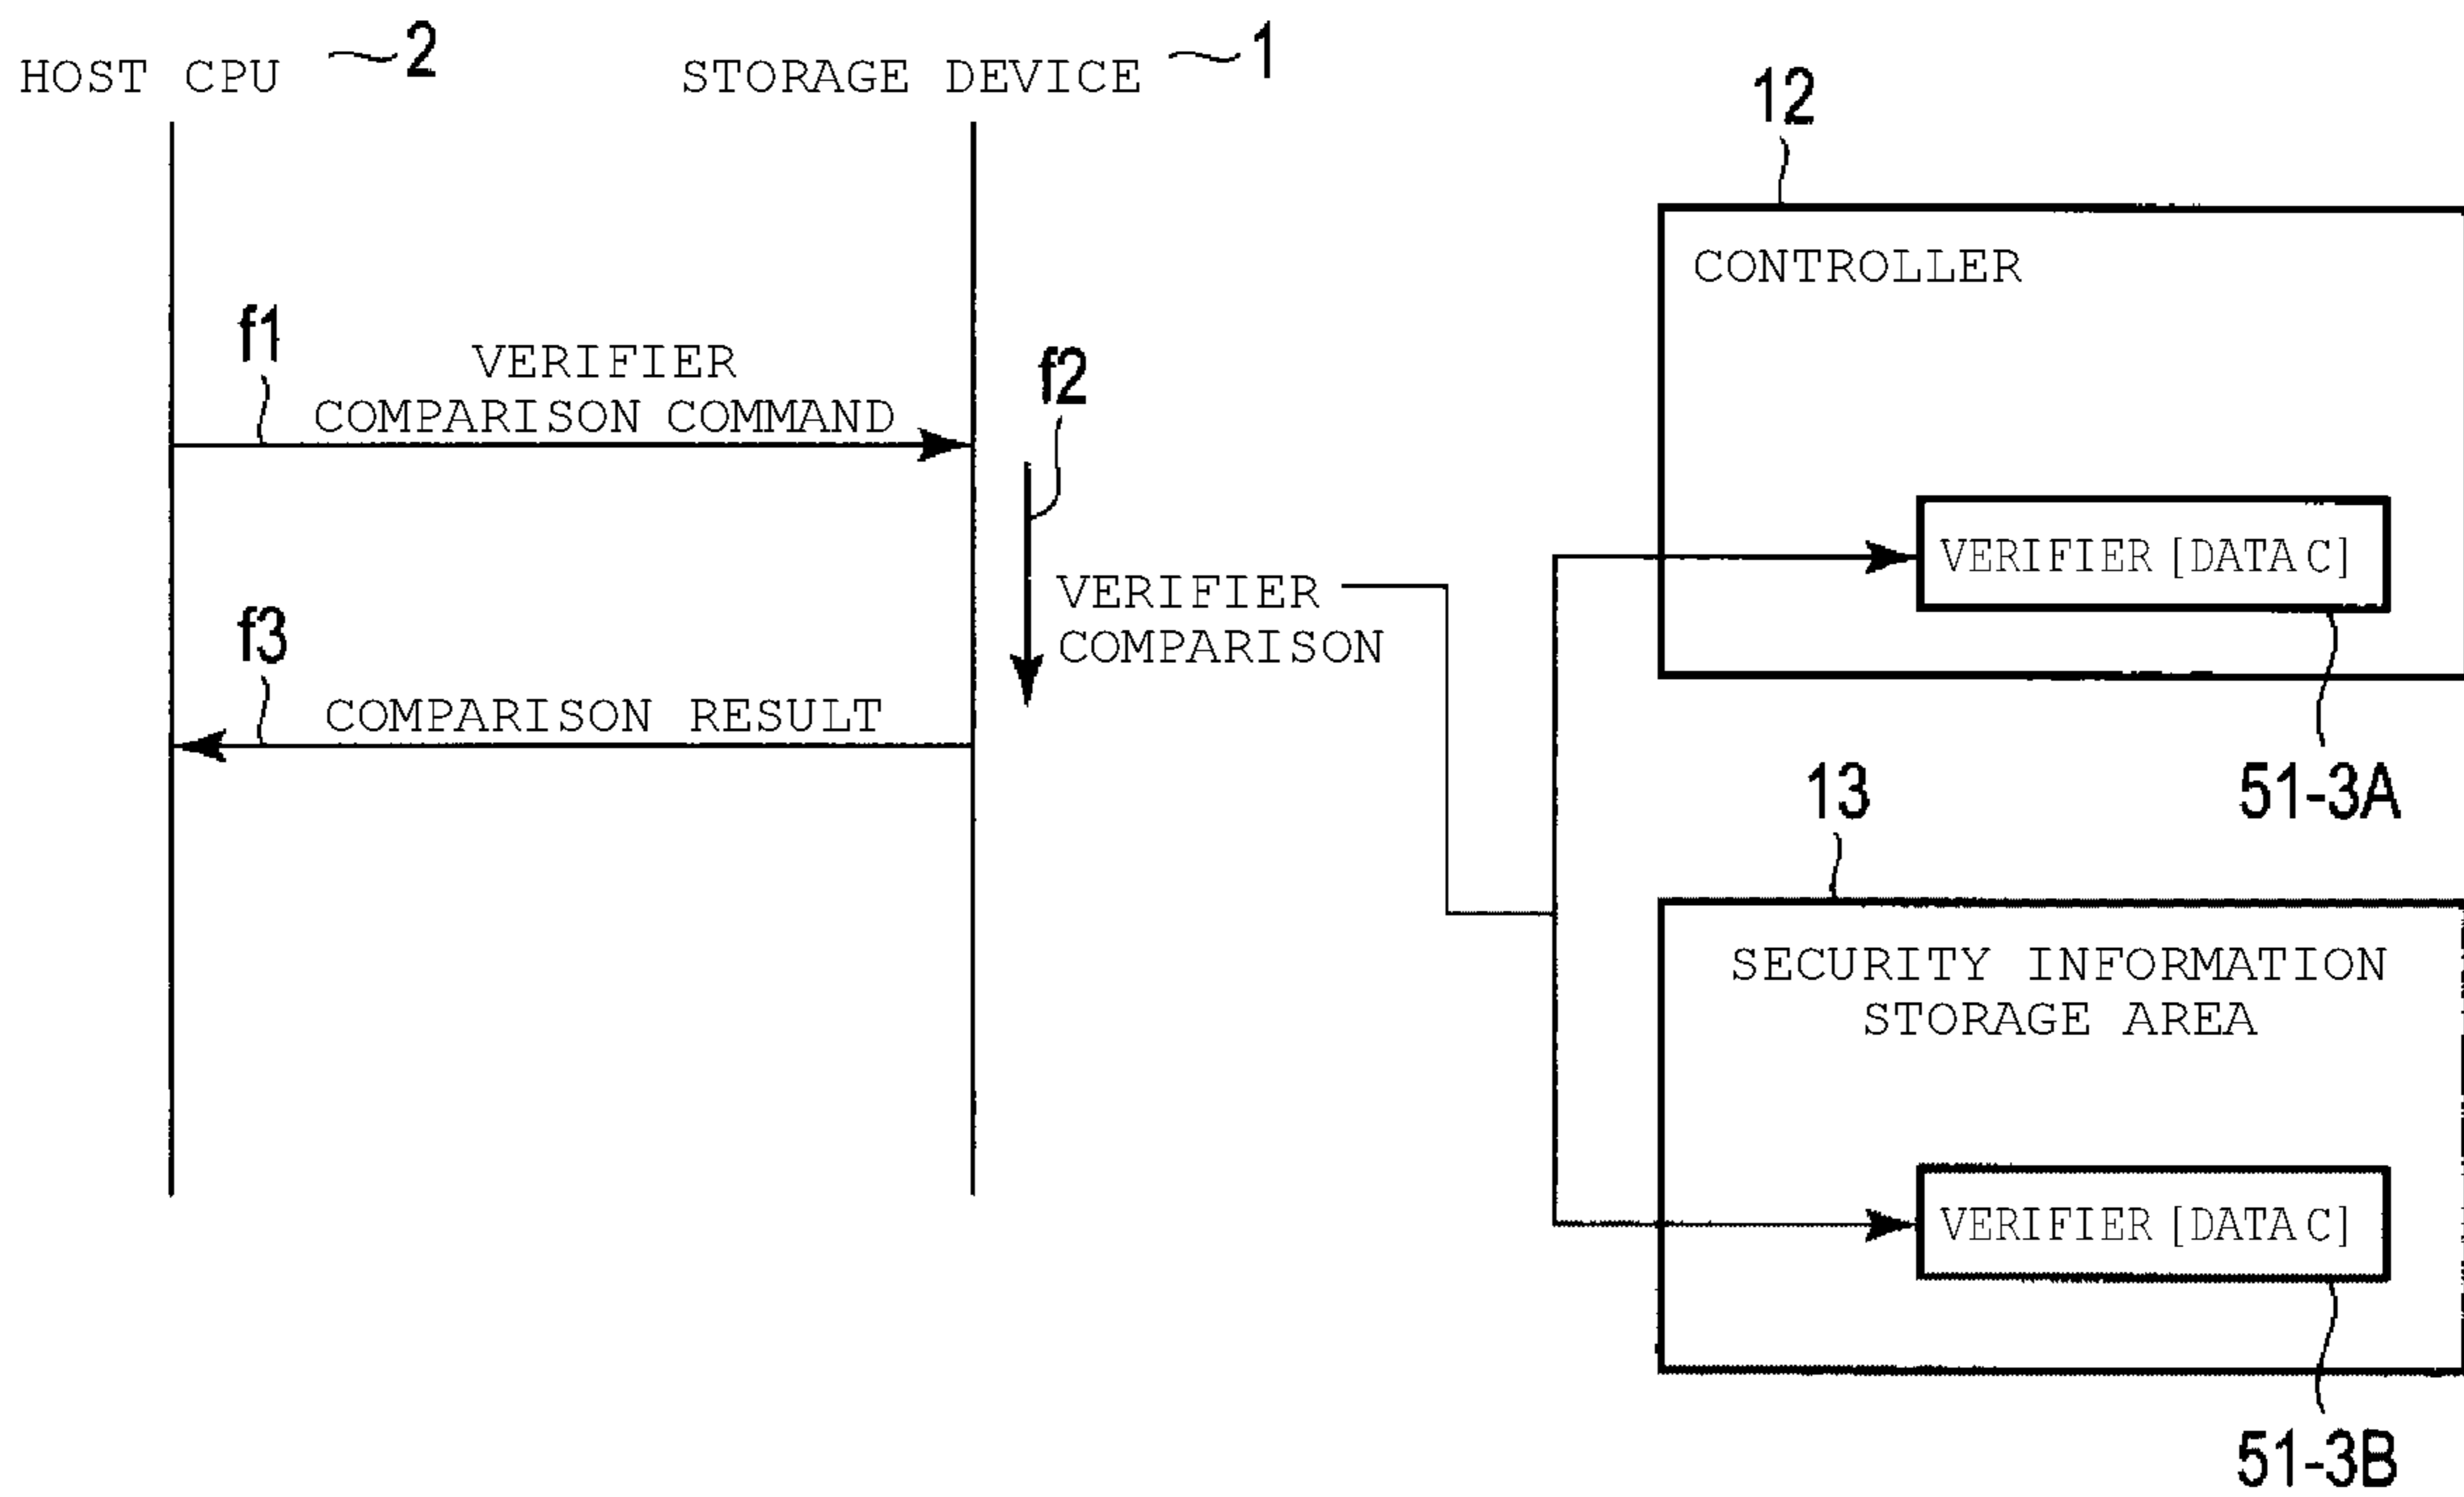 HOST CPU 2
STORAGE DEVICE 1
f1
VERIFIER
COMPARISON COMMAND
f2
VERIFIER
COMPARISON
f3
COMPARISON RESULT
12
CONTROLLER
VERIFIER [DATA C]
51-3A
13
SECURITY INFORMATION
STORAGE AREA
VERIFIER [DATA C]
51-3B